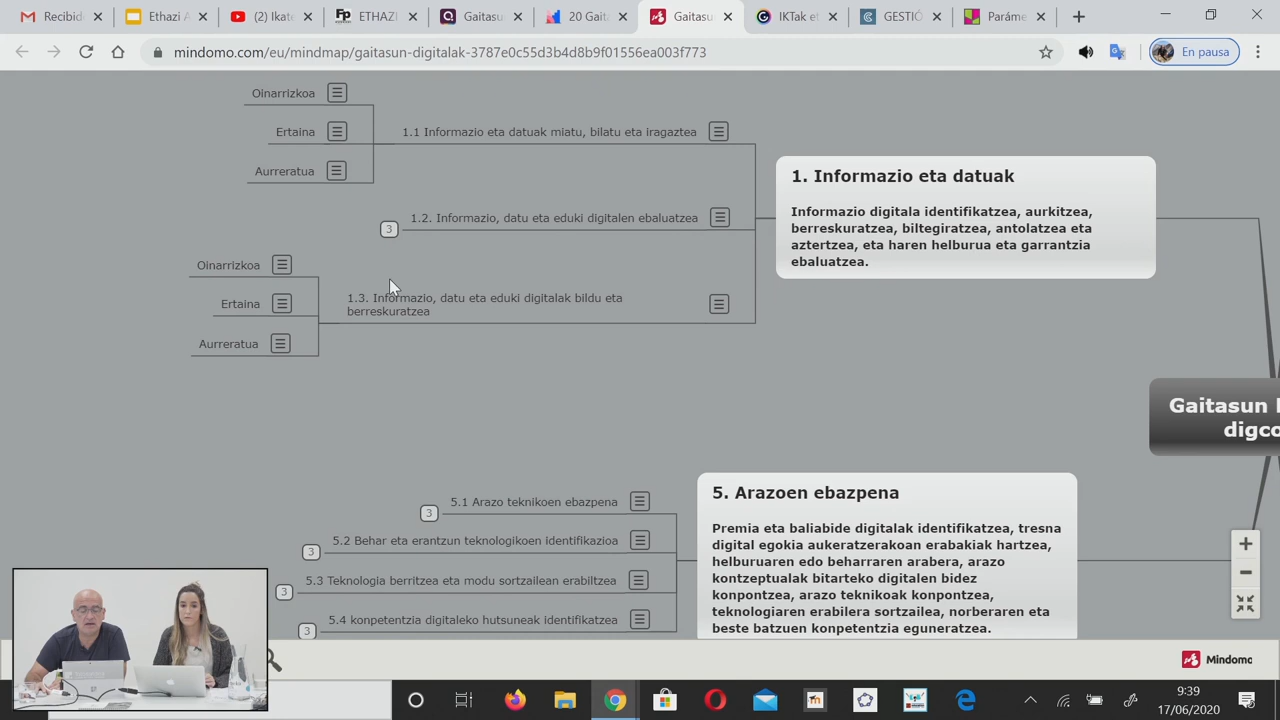 Recibid
Ethazi A
(2) Ikate
ETHAZI
Gaitasu
20 Gait
Gaitasu
IKTak et
GESTIÓ
Paráme
mindomo.com/eu/mindmap/gaitasun-digitalak-3787e0c55d3b4d8b9f01556ea003f773
En pausa
Oinarrizkoa
Ertaina
Aurreratua
1.1 Informazio eta datuak miatu, bilatu eta iragaztea
1.2. Informazio, datu eta eduki digitalen ebaluatzea
3
Oinarrizkoa
Ertaina
Aurreratua
1.3. Informazio, datu eta eduki digitalak bildu eta
berreskuratzea
1. Informazio eta datuak
Informazio digitala identifikatzea, aurkitzea,
berreskuratzea, biltegiratzea, antolatzea eta
aztertzea, eta haren helburua eta garrantzia
ebaluatzea.
Gaitasun
digco
5.1 Arazo teknikoen ebazpena
3
5.2 Behar eta erantzun teknologikoen identifikazioa
3
5.3 Teknologia berritzea eta modu sortzailean erabiltzea
3
5.4 konpetentzia digitaleko hutsuneak identifikatzea
3
5. Arazoen ebazpena
Premia eta baliabide digitalak identifikatzea, tresna
digital egokia aukeratzerakoan erabakiak hartzea,
helburuaren edo beharraren arabera, arazo
kontzeptualak bitarteko digitalen bidez
konpontzea, arazo teknikoak konpontzea,
teknologiaren erabilera sortzailea, norberaren eta
beste batzuen konpetentzia eguneratzea.
Mindomo
9:39
17/06/2020